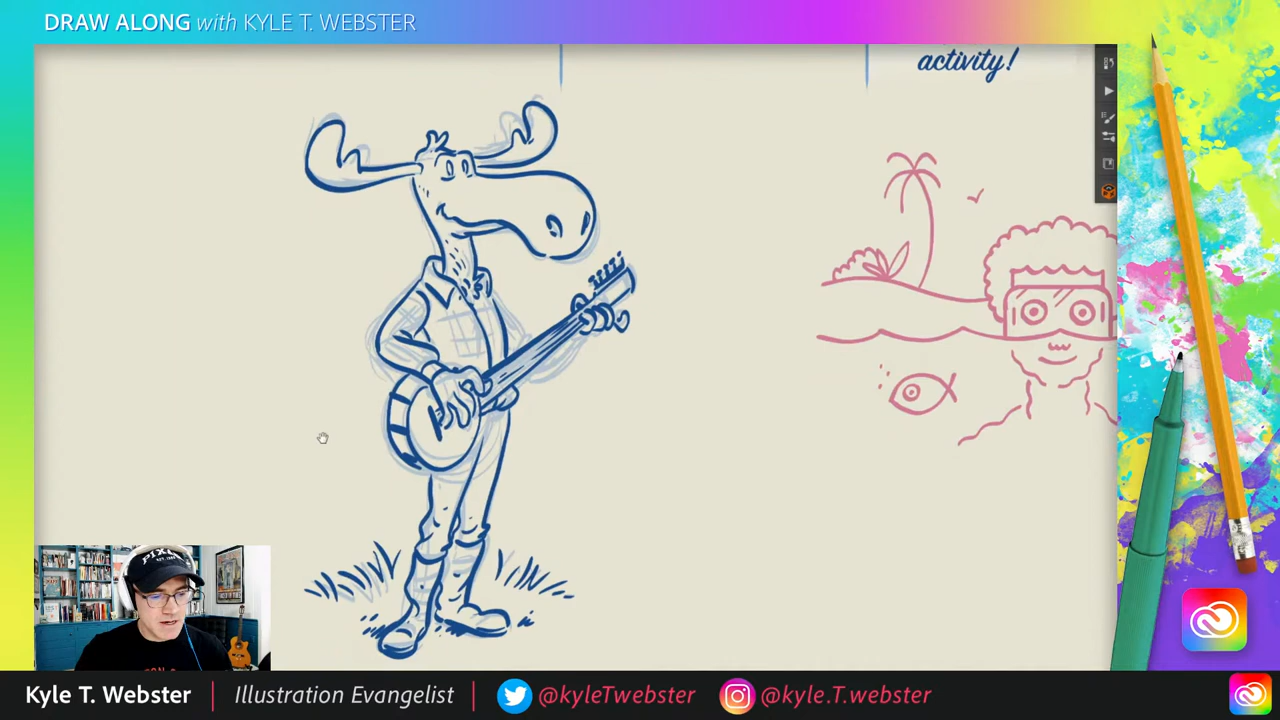 DRAW ALONG with KYLE T. WEBSTER
activity!
Kyle T. Webster | Illustration Evangelist @kyleTwebster @kyle.T.webster